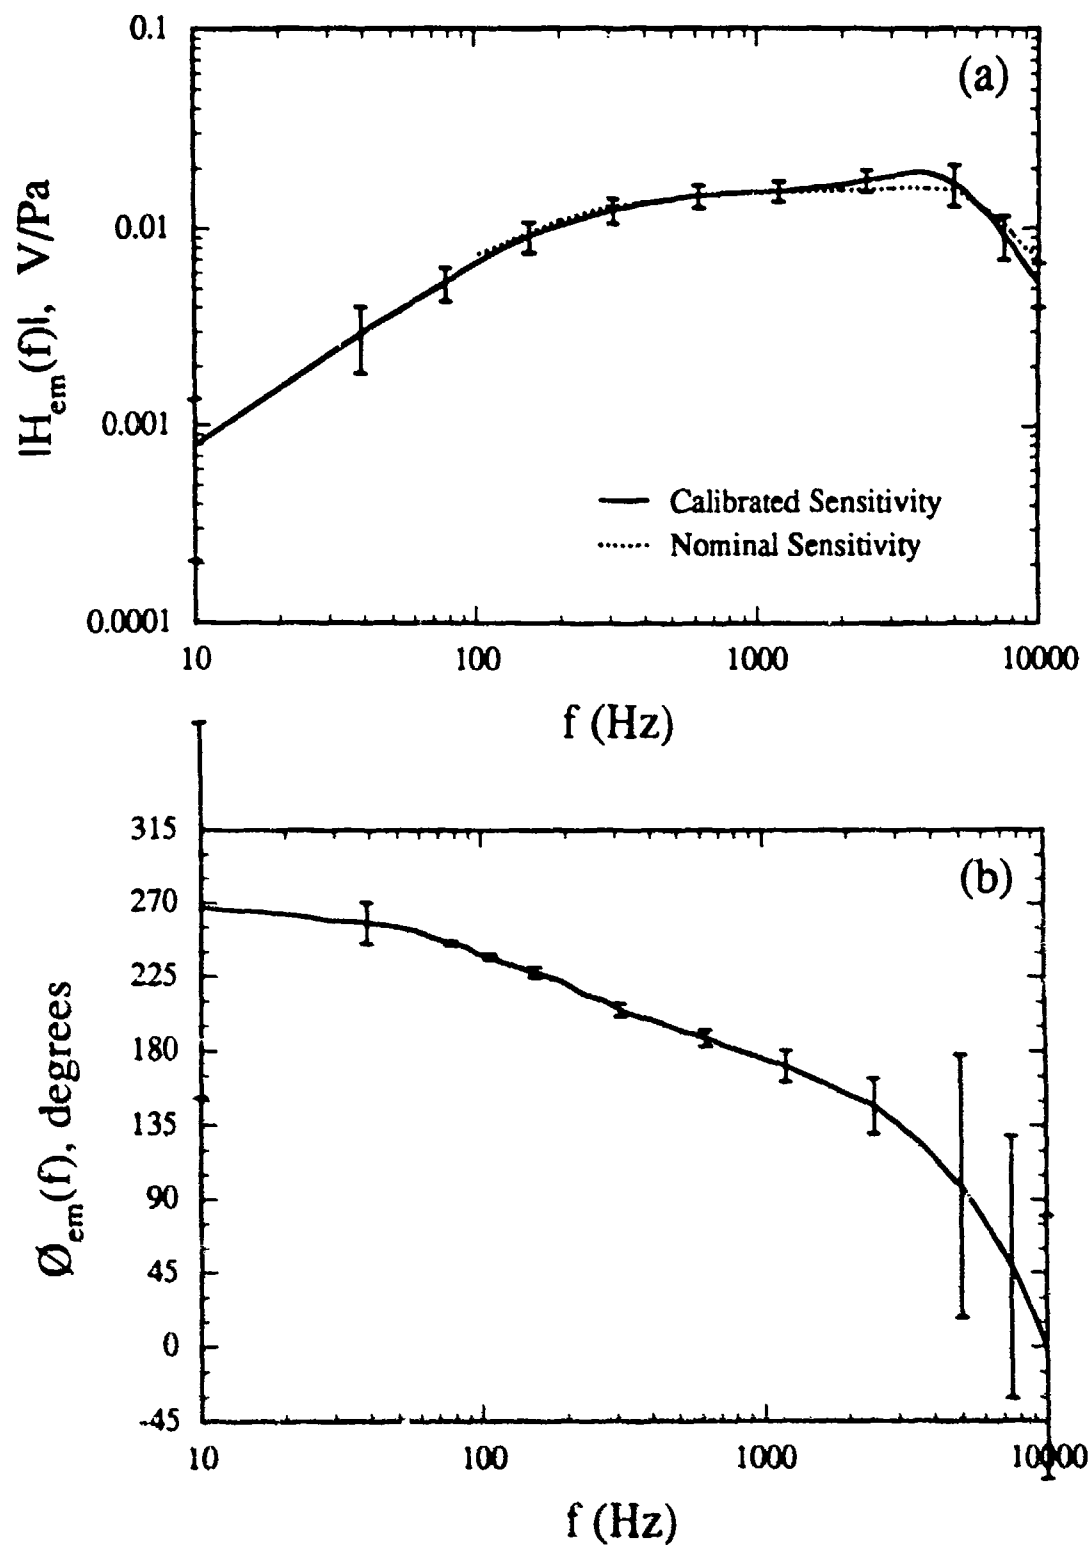 0.1
(a)
0.01
0.001
0.0001
|H_em(f)|, V/Pa
Calibrated Sensitivity
Nominal Sensitivity
10 100 1000 10000
f (Hz)
315
(b)
270
225
180
135
90
45
0
-45
Ø_em(f), degrees
10 100 1000 10000
f (Hz)